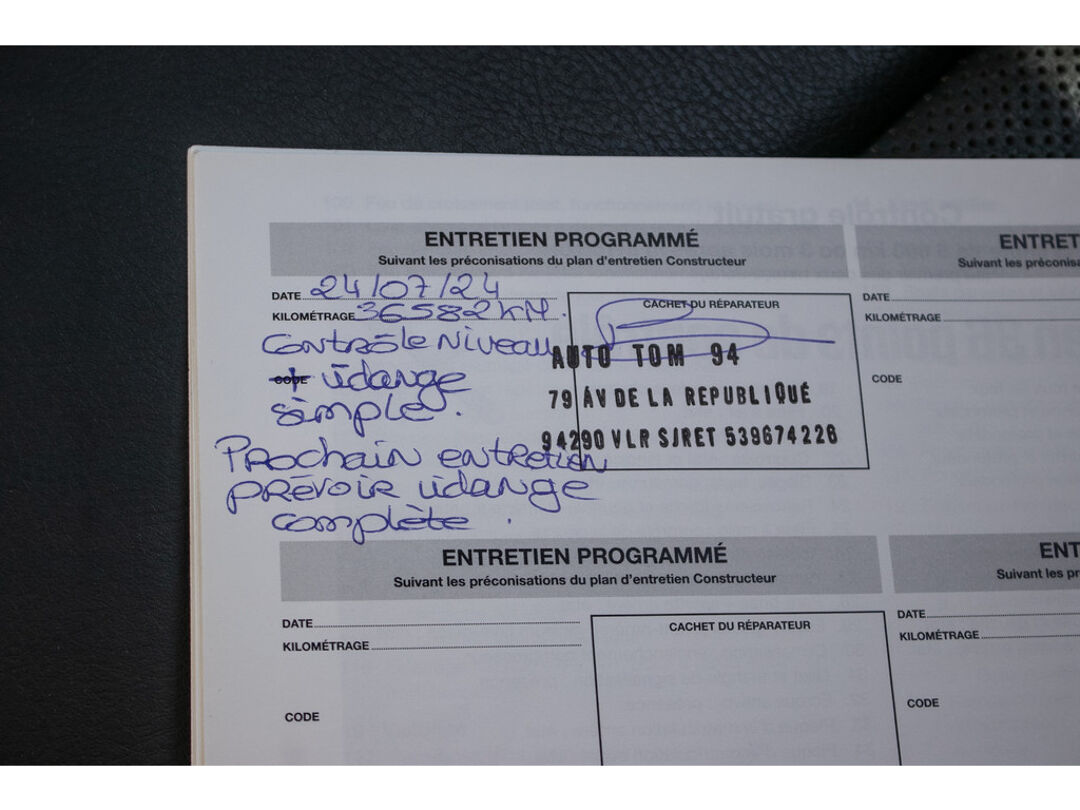 ENTRETIEN PROGRAMMÉ
Suivant les préconisations du plan d'entretien Constructeur
DATE 24/07/24
KILOMÉTRAGE 36582 KM.
CODE
Contrôle Niveau
+ vidange
simple.
Prochain entretien
prévoir vidange
complète.
CACHET DU RÉPARATEUR
AUTO TOM 94
79 AV DE LA REPUBLIQUE
94290 VLR SIRET 539674226
ENTRET
Suivant les préconisa
DATE
KILOMÉTRAGE
CODE
ENTRETIEN PROGRAMMÉ
Suivant les préconisations du plan d'entretien Constructeur
DATE
KILOMÉTRAGE
CODE
CACHET DU RÉPARATEUR
ENT
Suivant les pr
DATE
KILOMÉTRAGE
CODE